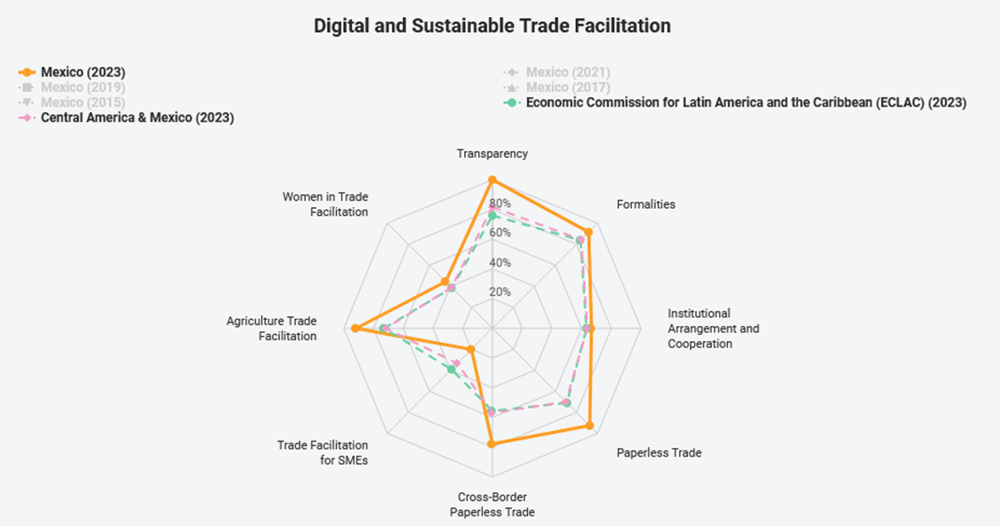 Digital and Sustainable Trade Facilitation
Mexico (2023)
Mexico (2021)
Mexico (2019)
Mexico (2017)
Mexico (2015)
Economic Commission for Latin America and the Caribbean (ECLAC) (2023)
Central America & Mexico (2023)
Transparency
Women in Trade
Facilitation
Formalities
80%
60%
40%
20%
Agriculture Trade
Facilitation
Institutional
Arrangement and
Cooperation
Trade Facilitation
for SMEs
Paperless Trade
Cross-Border
Paperless Trade